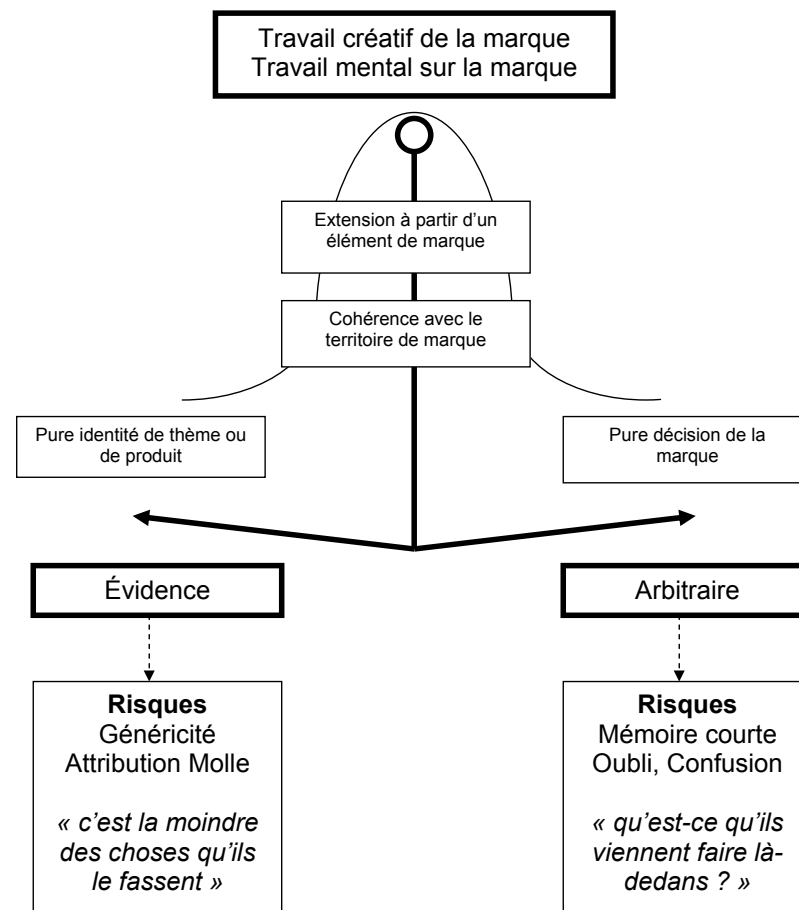 Travail créatif de la marque
Travail mental sur la marque
Extension à partir d’un
élément de marque
Cohérence avec le
territoire de marque
Pure identité de thème ou
de produit
Pure décision de la
marque
Évidence
Arbitraire
Risques
Généricité
Attribution Molle
« c’est la moindre
des choses qu’ils
le fassent »
Risques
Mémoire courte
Oubli, Confusion
« qu’est-ce qu’ils
viennent faire là-
dedans ? »